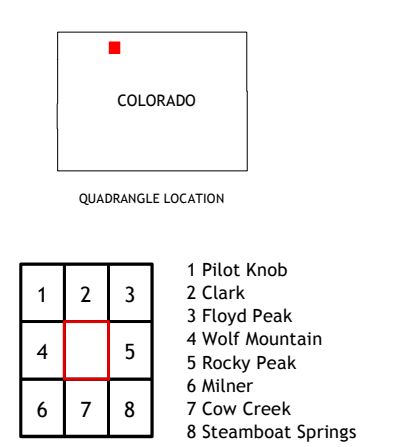 COLORADO
QUADRANGLE LOCATION
1 2 3
4 5
6 7 8
1 Pilot Knob
2 Clark
3 Floyd Peak
4 Wolf Mountain
5 Rocky Peak
6 Milner
7 Cow Creek
8 Steamboat Springs